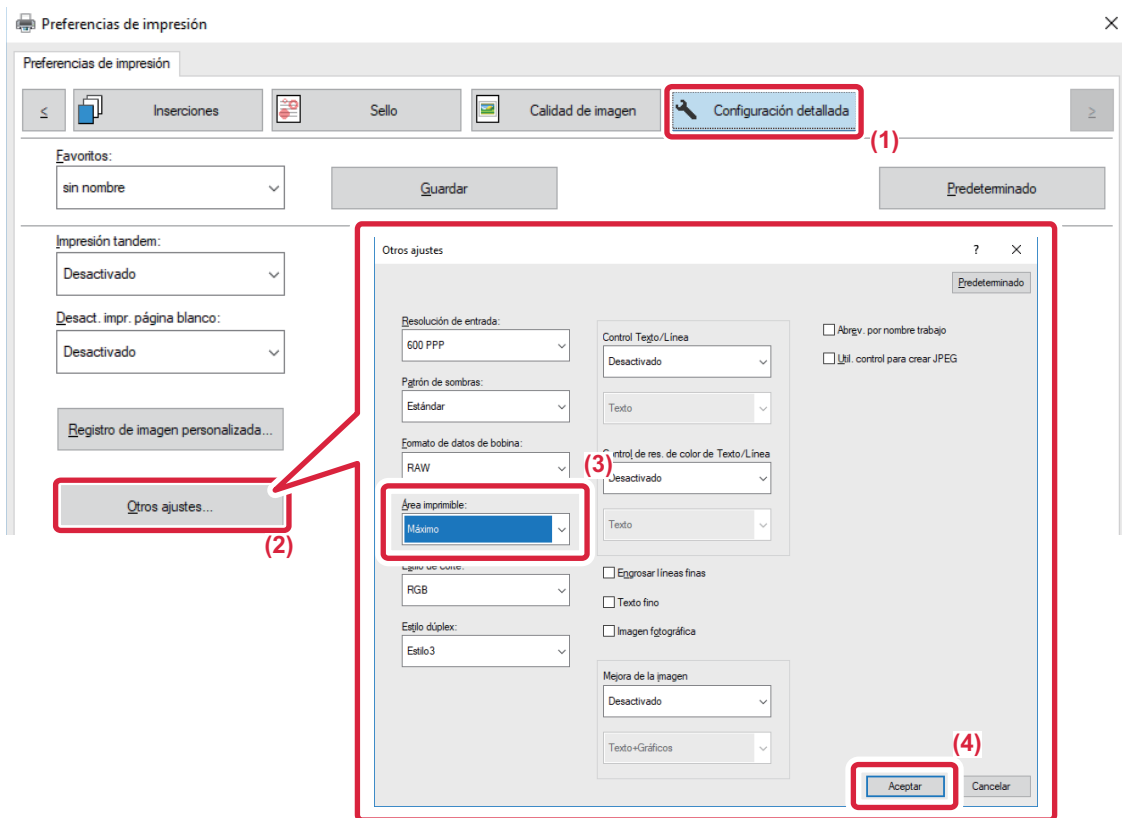 Preferencias de impresión
Preferencias de impresión
≤ Inserciones Sello Calidad de imagen Configuración detallada ≥
(1)
Favoritos:
sin nombre Guardar Predeterminado
Impresión tandem:
Desactivado
Desact. impr. página blanco:
Desactivado
Registro de imagen personalizada...
Otros ajustes...
(2)
Otros ajustes ?
Predeterminado
Resolución de entrada:
600 PPP
Patrón de sombras:
Estándar
Formato de datos de bobina:
RAW
(3)
Área imprimible:
Máximo
RGB
Estilo dúplex:
Estilo3
Control Texto/Línea
Desactivado
Texto
Control de res. de color de Texto/Línea
Desactivado
Texto
Engrosar líneas finas
Texto fino
Imagen fotográfica
Mejora de la imagen
Desactivado
Texto+Gráficos
Abrev. por nombre trabajo
Util. control para crear JPEG
(4)
Aceptar Cancelar